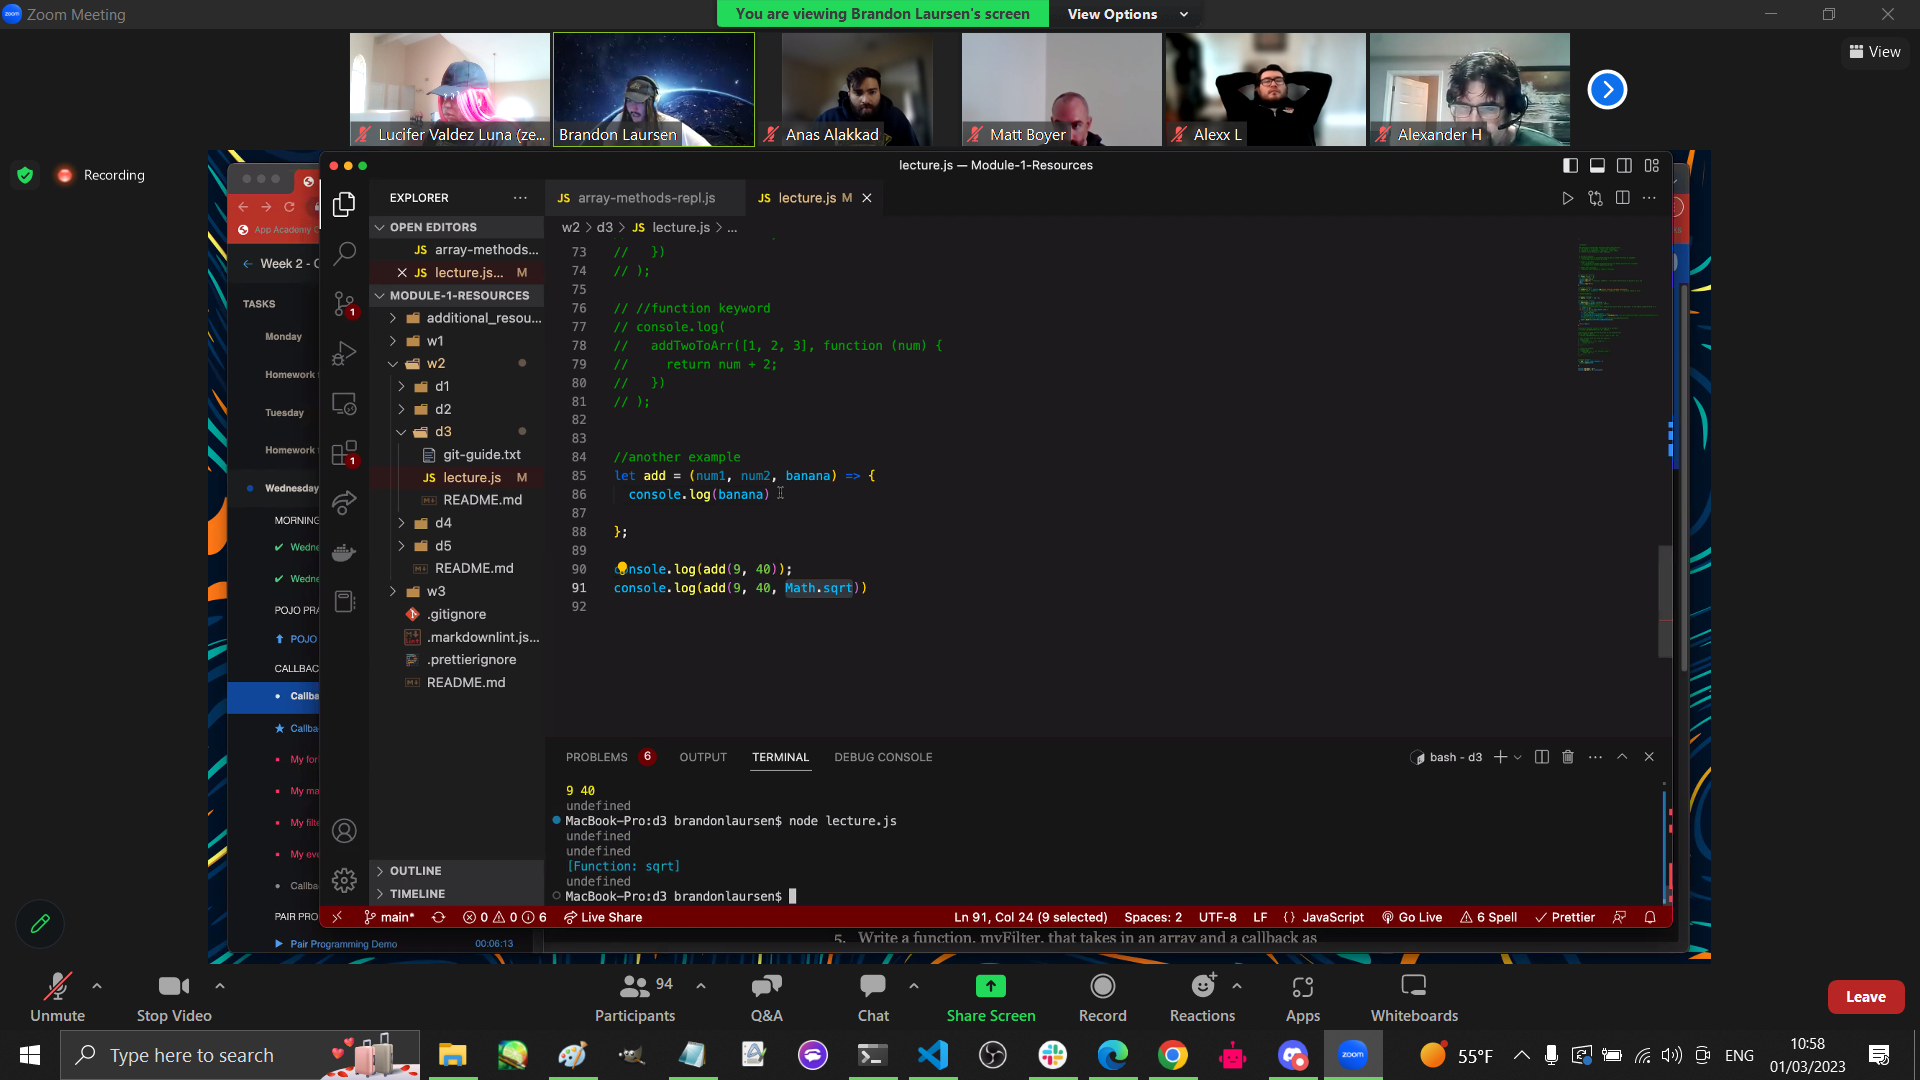 zoom Zoom Meeting
You are viewing Brandon Laursen's screen
View Options
View
Lucifer Valdez Luna (ze...
Brandon Laursen
Anas Alakkad
Matt Boyer
Alexx L
Alexander H
Recording
lecture.js — Module-1-Resources
App Academy
Week 2 - 
TASKS
Monday
Homework
Tuesday
Homework
Wednesday
MORNING
Wedne
Wedne
POJO PRA
POJO
CALLBAC
Callba
Callba
My for
My ma
My filt
My eve
Callba
PAIR PRO
Pair Programming Demo 00:06:13
EXPLORER ...
OPEN EDITORS
JS array-methods...
JS lecture.js... M
MODULE-1-RESOURCES
additional_resou...
w1
w2
d1
d2
d3
git-guide.txt
JS lecture.js M
README.md
d4
d5
README.md
w3
.gitignore
.markdownlint.js...
.prettierignore
README.md
OUTLINE
TIMELINE
1
1
JS array-methods-repl.js
JS lecture.js M
w2 > d3 > JS lecture.js > ...
73 //   })
74 // );
75
76 // //function keyword
77 // console.log(
78 //   addTwoToArr([1, 2, 3], function (num) {
79 //     return num + 2;
80 //   })
81 // );
82
83
84 //another example
85 let add = (num1, num2, banana) => {
86   console.log(banana)
87
88 };
89
90 console.log(add(9, 40));
91 console.log(add(9, 40, Math.sqrt))
92
PROBLEMS 6 OUTPUT TERMINAL DEBUG CONSOLE
bash - d3
9 40
undefined
MacBook-Pro:d3 brandonlaursen$ node lecture.js
undefined
undefined
[Function: sqrt]
undefined
MacBook-Pro:d3 brandonlaursen$
main* 0 0 6 Live Share
Ln 91, Col 24 (9 selected) Spaces: 2 UTF-8 LF {} JavaScript Go Live 6 Spell Prettier
5. Write a function, myFilter, that takes in an array and a callback as
Unmute
Stop Video
94
Participants
Q&A
Chat
Share Screen
Record
Reactions
Apps
Whiteboards
Leave
Type here to search
zoom
55°F
ENG
10:58
01/03/2023